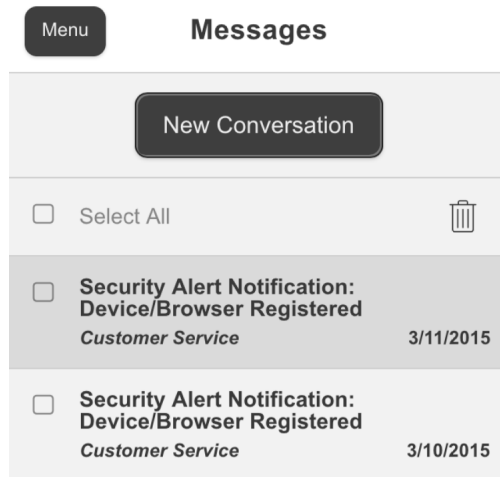 Menu
Messages
New Conversation
Select All
Security Alert Notification:
Device/Browser Registered
Customer Service 3/11/2015
Security Alert Notification:
Device/Browser Registered
Customer Service 3/10/2015